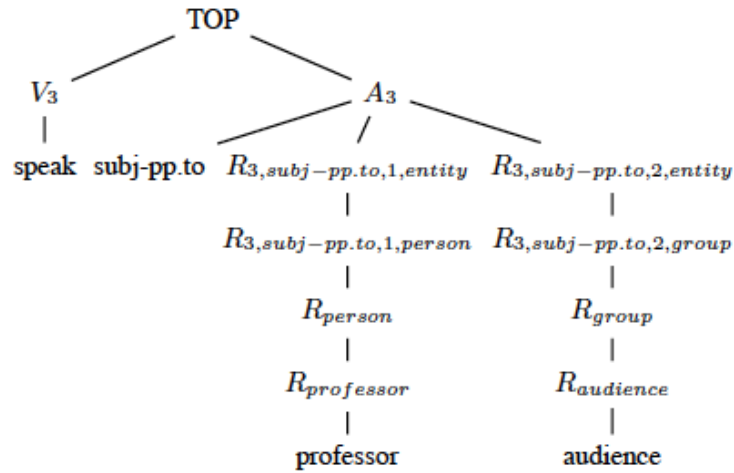 TOP
V₃ A₃
speak subj-pp.to R₃,subj−pp.to,1,entity R₃,subj−pp.to,2,entity
R₃,subj−pp.to,1,person R₃,subj−pp.to,2,group
Rperson Rgroup
Rprofessor Raudience
professor audience